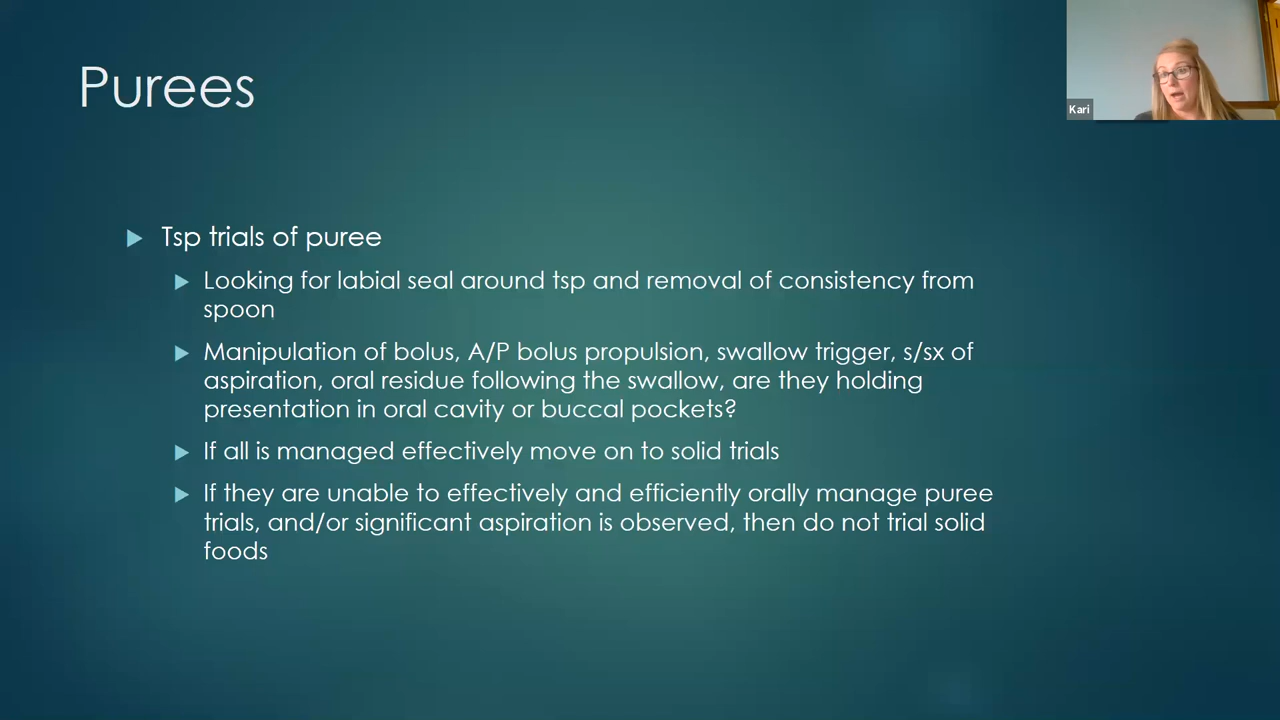 Purees
Kari
Tsp trials of puree
Looking for labial seal around tsp and removal of consistency from
spoon
Manipulation of bolus, A/P bolus propulsion, swallow trigger, s/sx of
aspiration, oral residue following the swallow, are they holding
presentation in oral cavity or buccal pockets?
If all is managed effectively move on to solid trials
If they are unable to effectively and efficiently orally manage puree
trials, and/or significant aspiration is observed, then do not trial solid
foods